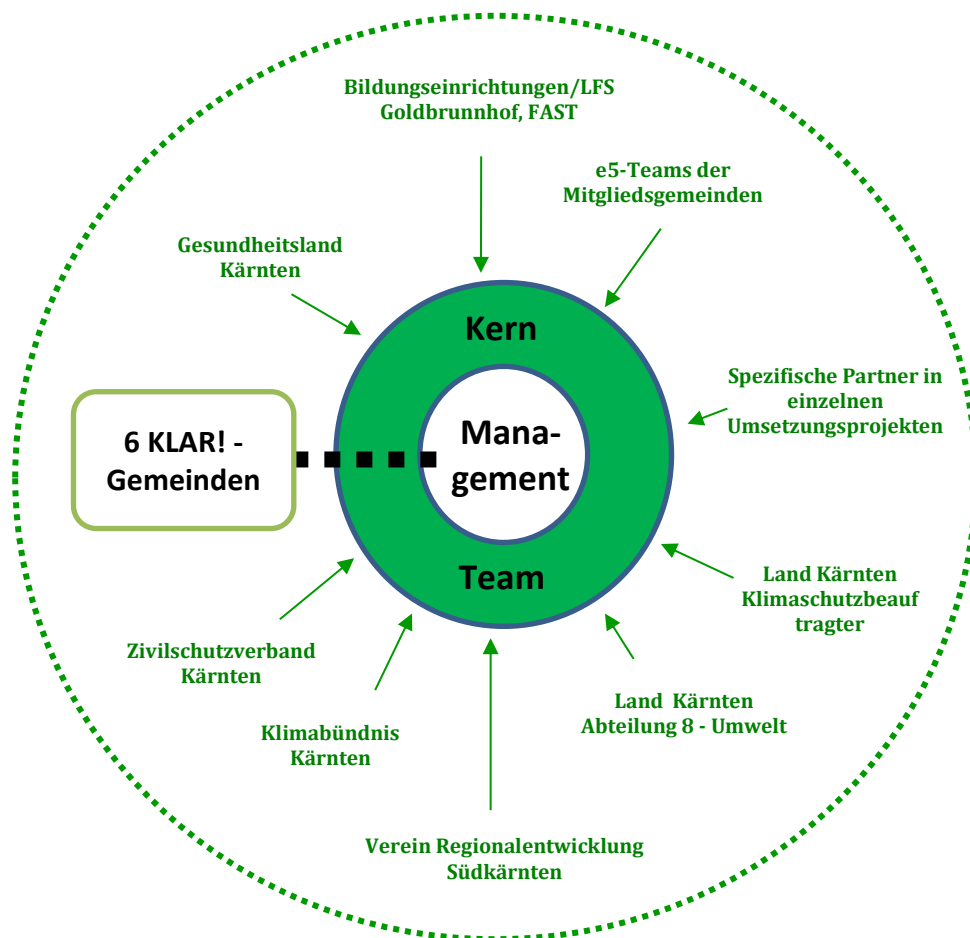 Bildungseinrichtungen/LFS
Goldbrunnhof, FAST
e5-Teams der
Mitgliedsgemeinden
Gesundheitsland
Kärnten
Kern
Spezifische Partner in
einzelnen
Umsetzungsprojekten
6 KLAR! -
Gemeinden
Mana-
gement
Team
Land Kärnten
Klimaschutzbeauf
tragter
Zivilschutzverband
Kärnten
Land  Kärnten
Abteilung 8 - Umwelt
Klimabündnis
Kärnten
Verein Regionalentwicklung
Südkärnten